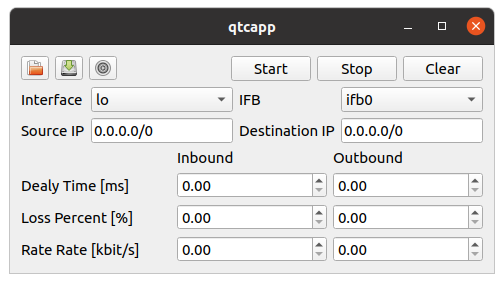 qtcapp
Start Stop Clear
Interface lo IFB ifb0
Source IP 0.0.0.0/0 Destination IP 0.0.0.0/0
Inbound Outbound
Dealy Time [ms] 0.00 0.00
Loss Percent [%] 0.00 0.00
Rate Rate [kbit/s] 0.00 0.00